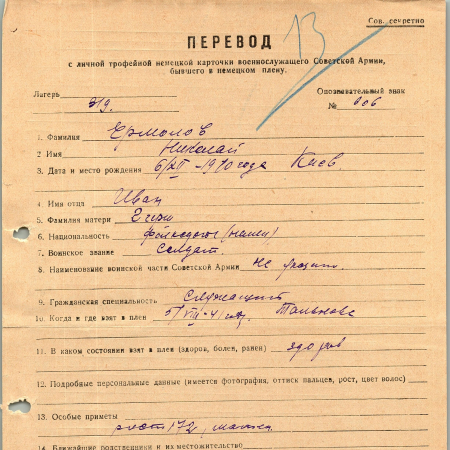 Сов. секретно
13
ПЕРЕВОД
с личной трофейной немецкой карточки военнослужащего Советской Армии,
бывшего в немецком плену.
Лагерь 319.
Опознавательный знак
№ 606
1. Фамилия Ермолов
2 Имя Николай
3. Дата и место рождения 6/XII-1910 года Киев
4. Имя отца Иван
5. Фамилия матери
6. Национальность
7. Воинское звание солдат.
8. Наименование воинской части Советской Армии не
9. Гражданская специальность Служащий
10. Когда и где взят в плен 5/VIII-41
11. В каком состоянии взят в плен (здоров, болен, ранен) здоров
12. Подробные персональные данные (имеется фотография, оттиск пальцев, рост, цвет волос)
13. Особые приметы
рост 172,
14. Ближайшие родственники и их местожительство